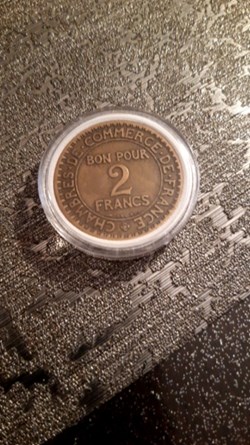 CHAMBRES DE COMMERCE DE FRANCE
BON POUR
2
FRANCS